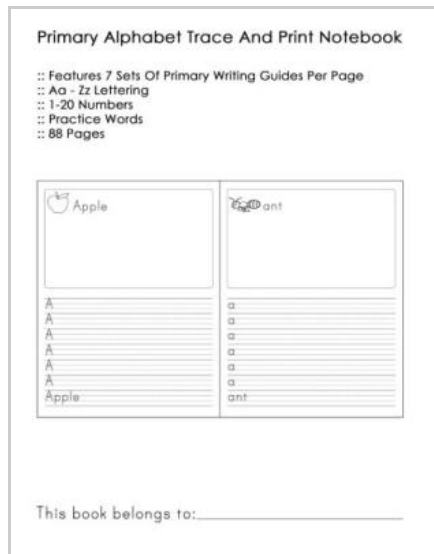 Primary Alphabet Trace And Print Notebook
:: Features 7 Sets Of Primary Writing Guides Per Page
:: Aa - Zz Lettering
:: 1-20 Numbers
:: Practice Words
:: 88 Pages
Apple
A
A
A
A
A
A
Apple
ant
a
a
a
a
a
a
ant
This book belongs to: